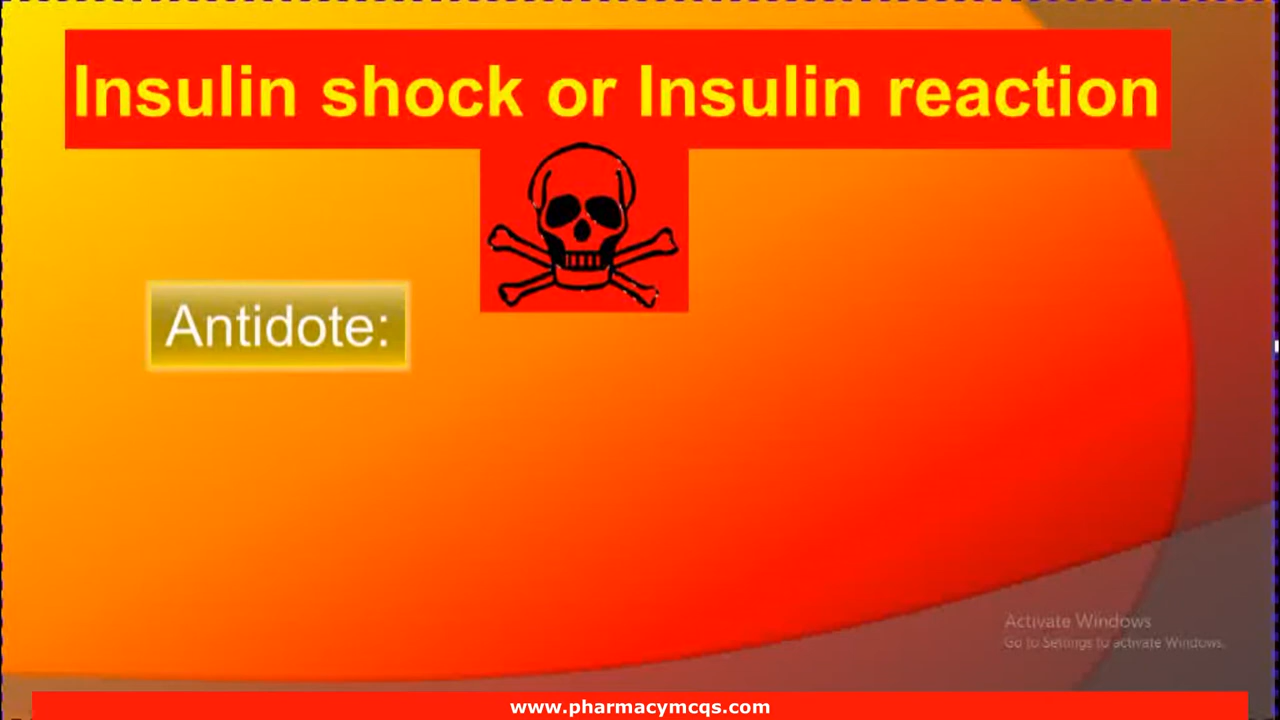 Insulin shock or Insulin reaction
Antidote:
Activate Windows
Go to Settings to activate Windows.
www.pharmacymcqs.com